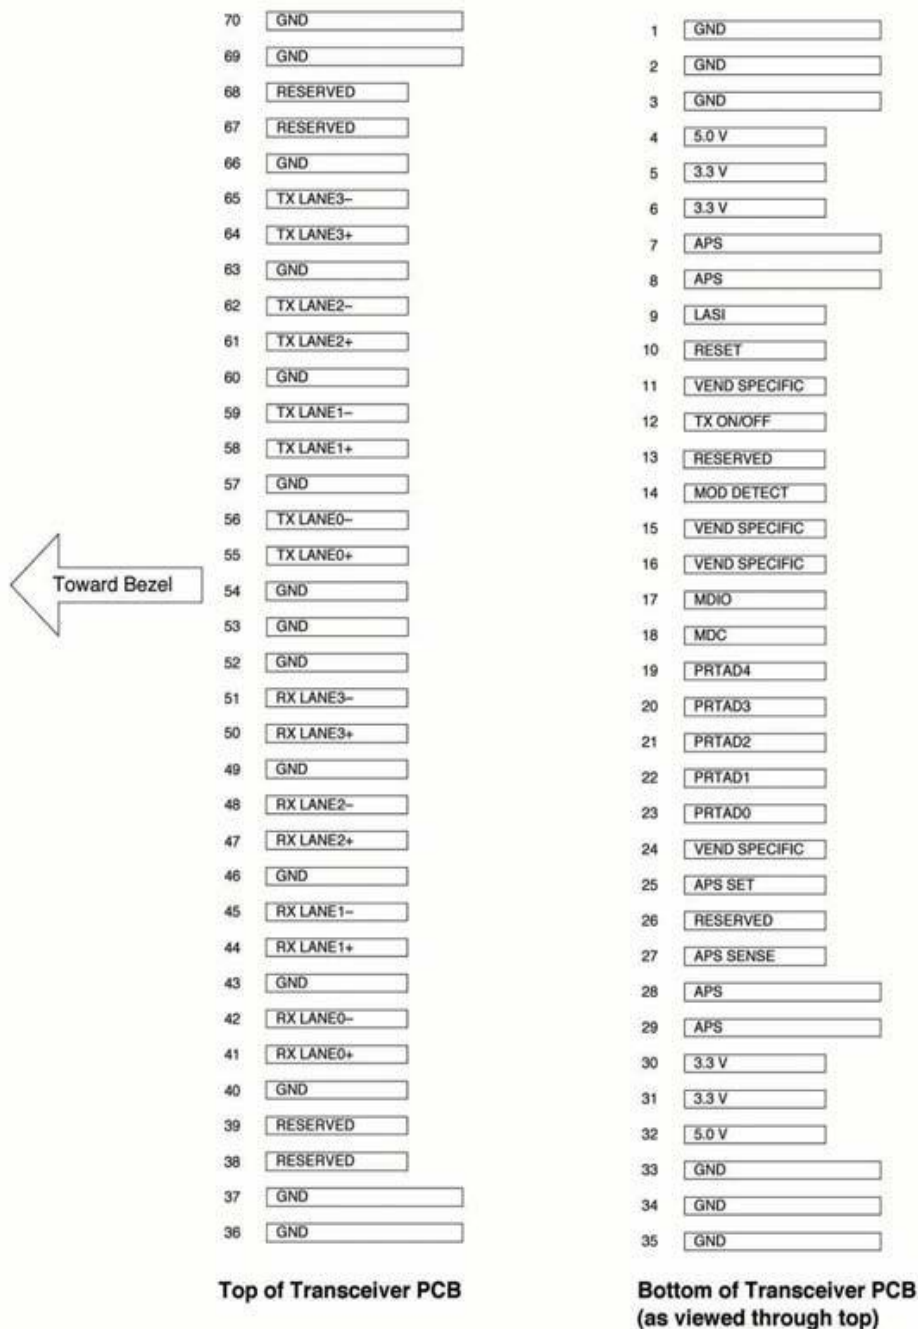 70 GND
69 GND
68 RESERVED
67 RESERVED
66 GND
65 TX LANE3–
64 TX LANE3+
63 GND
62 TX LANE2–
61 TX LANE2+
60 GND
59 TX LANE1–
58 TX LANE1+
57 GND
56 TX LANE0–
55 TX LANE0+
Toward Bezel
54 GND
53 GND
52 GND
51 RX LANE3–
50 RX LANE3+
49 GND
48 RX LANE2–
47 RX LANE2+
46 GND
45 RX LANE1–
44 RX LANE1+
43 GND
42 RX LANE0–
41 RX LANE0+
40 GND
39 RESERVED
38 RESERVED
37 GND
36 GND
Top of Transceiver PCB
1 GND
2 GND
3 GND
4 5.0 V
5 3.3 V
6 3.3 V
7 APS
8 APS
9 LASI
10 RESET
11 VEND SPECIFIC
12 TX ON/OFF
13 RESERVED
14 MOD DETECT
15 VEND SPECIFIC
16 VEND SPECIFIC
17 MDIO
18 MDC
19 PRTAD4
20 PRTAD3
21 PRTAD2
22 PRTAD1
23 PRTAD0
24 VEND SPECIFIC
25 APS SET
26 RESERVED
27 APS SENSE
28 APS
29 APS
30 3.3 V
31 3.3 V
32 5.0 V
33 GND
34 GND
35 GND
Bottom of Transceiver PCB
(as viewed through top)